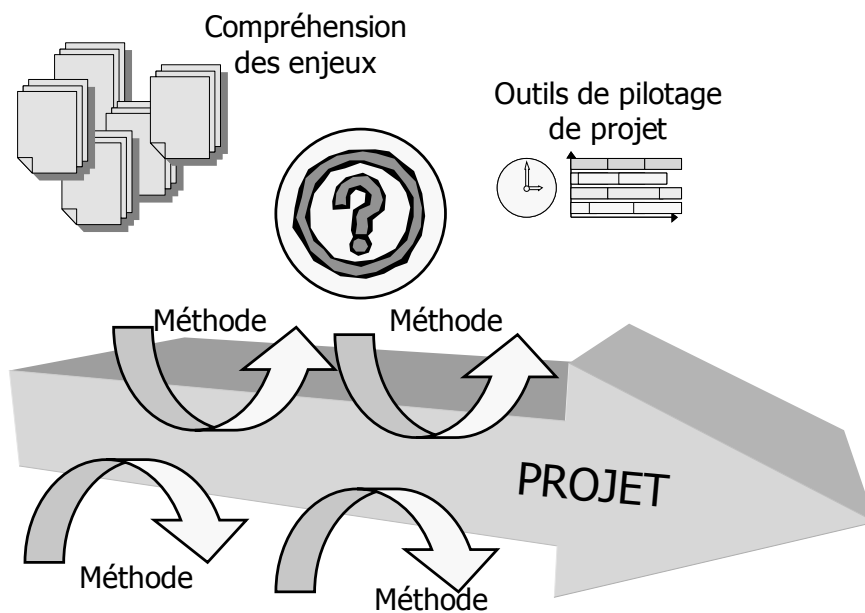 Compréhension
des enjeux
Outils de pilotage
de projet
?
Méthode
Méthode
PROJET
Méthode
Méthode